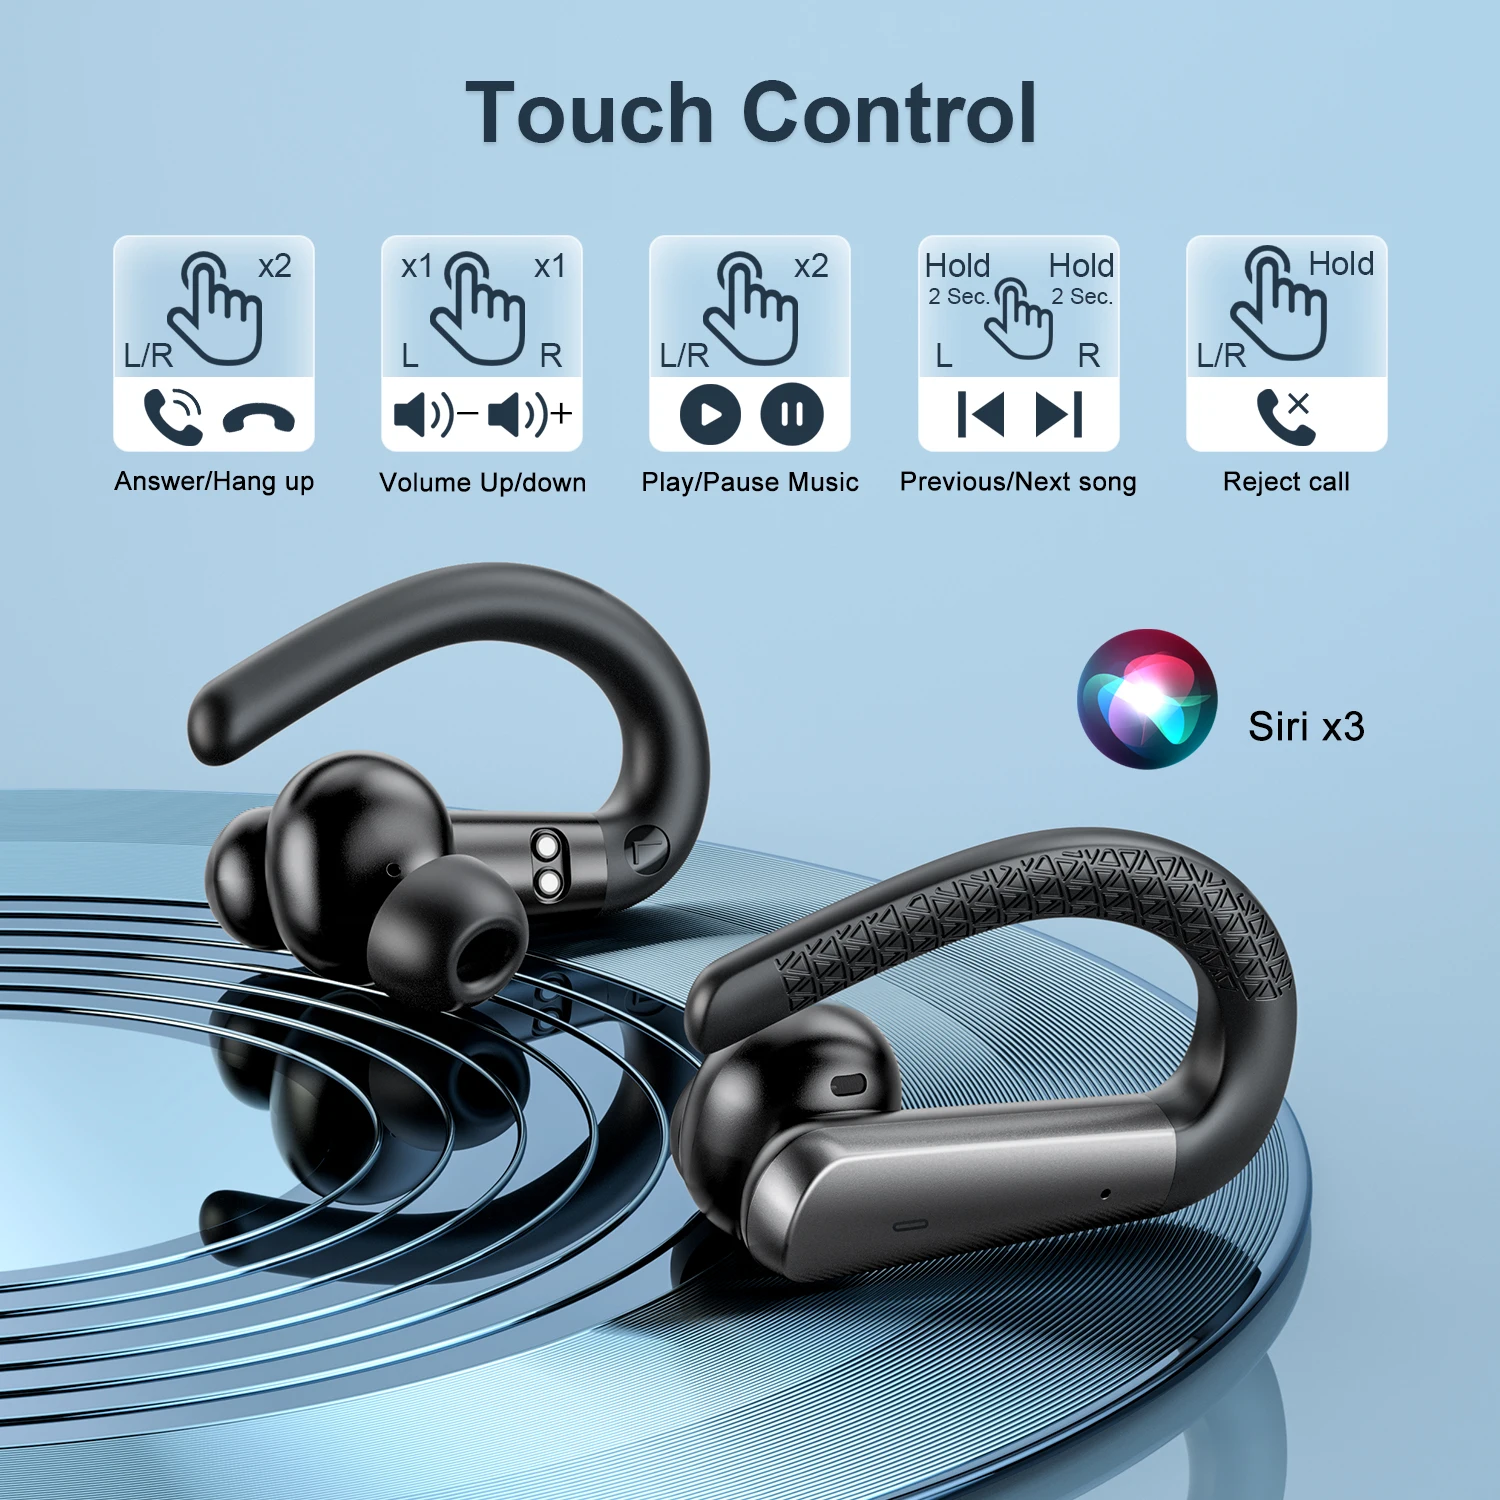 Touch Control
x2
L/R
x1 x1
L R
x2
L/R
Hold Hold
2 Sec. 2 Sec.
L R
Hold
L/R
Answer/Hang up
Volume Up/down
Play/Pause Music
Previous/Next song
Reject call
Siri x3
L